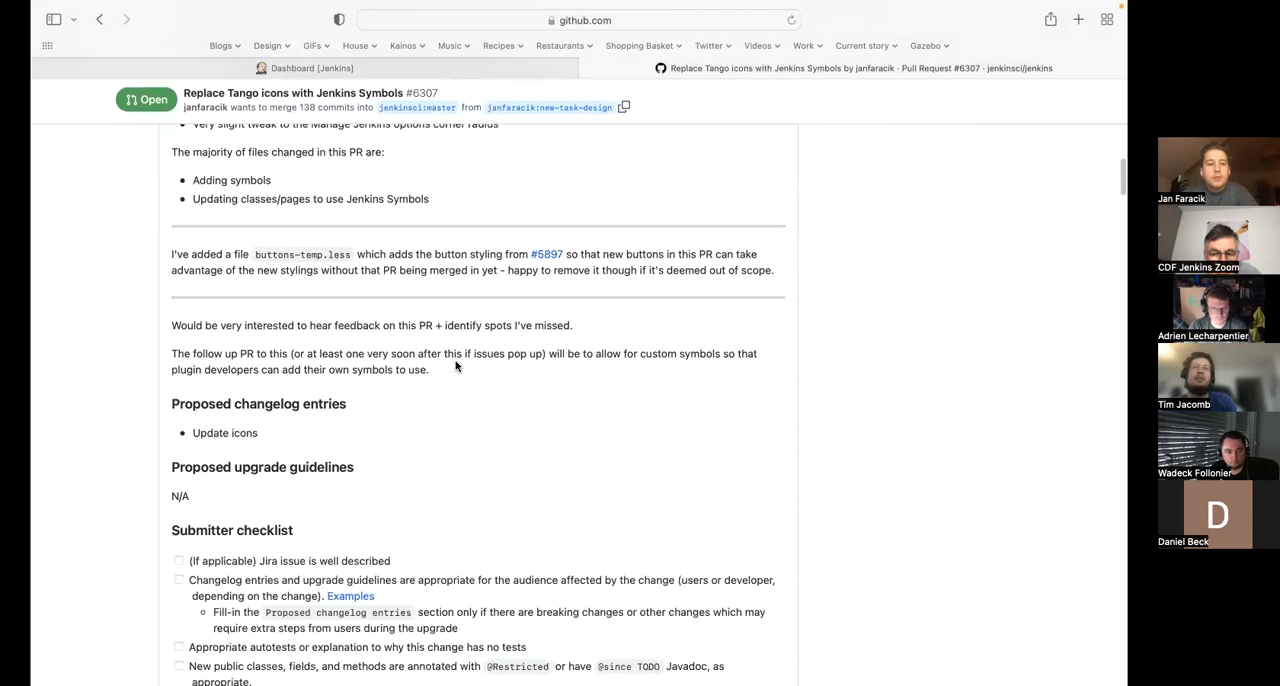 github.com
Blogs Design GIFs House Kainos Music Recipes Restaurants Shopping Basket Twitter Videos Work Current story Gazebo
Dashboard [Jenkins]
Replace Tango icons with Jenkins Symbols by janfaracik · Pull Request #6307 · jenkinsci/jenkins
Open
Replace Tango icons with Jenkins Symbols #6307
janfaracik wants to merge 138 commits into jenkinsci:master from janfaracik:new-task-design
Very slight tweak to the Manage Jenkins options corner radius
The majority of files changed in this PR are:
• Adding symbols
• Updating classes/pages to use Jenkins Symbols
I've added a file buttons-temp.less which adds the button styling from #5897 so that new buttons in this PR can take
advantage of the new stylings without that PR being merged in yet - happy to remove it though if it's deemed out of scope.
Would be very interested to hear feedback on this PR + identify spots I've missed.
The follow up PR to this (or at least one very soon after this if issues pop up) will be to allow for custom symbols so that
plugin developers can add their own symbols to use.
Proposed changelog entries
• Update icons
Proposed upgrade guidelines
N/A
Submitter checklist
(If applicable) Jira issue is well described
Changelog entries and upgrade guidelines are appropriate for the audience affected by the change (users or developer,
depending on the change). Examples
Fill-in the Proposed changelog entries section only if there are breaking changes or other changes which may
require extra steps from users during the upgrade
Appropriate autotests or explanation to why this change has no tests
New public classes, fields, and methods are annotated with @Restricted or have @since TODO Javadoc, as
appropriate.
Jan Faracik
CDF Jenkins Zoom
Adrien Lecharpentier
Tim Jacomb
Wadeck Follonier
D
Daniel Beck